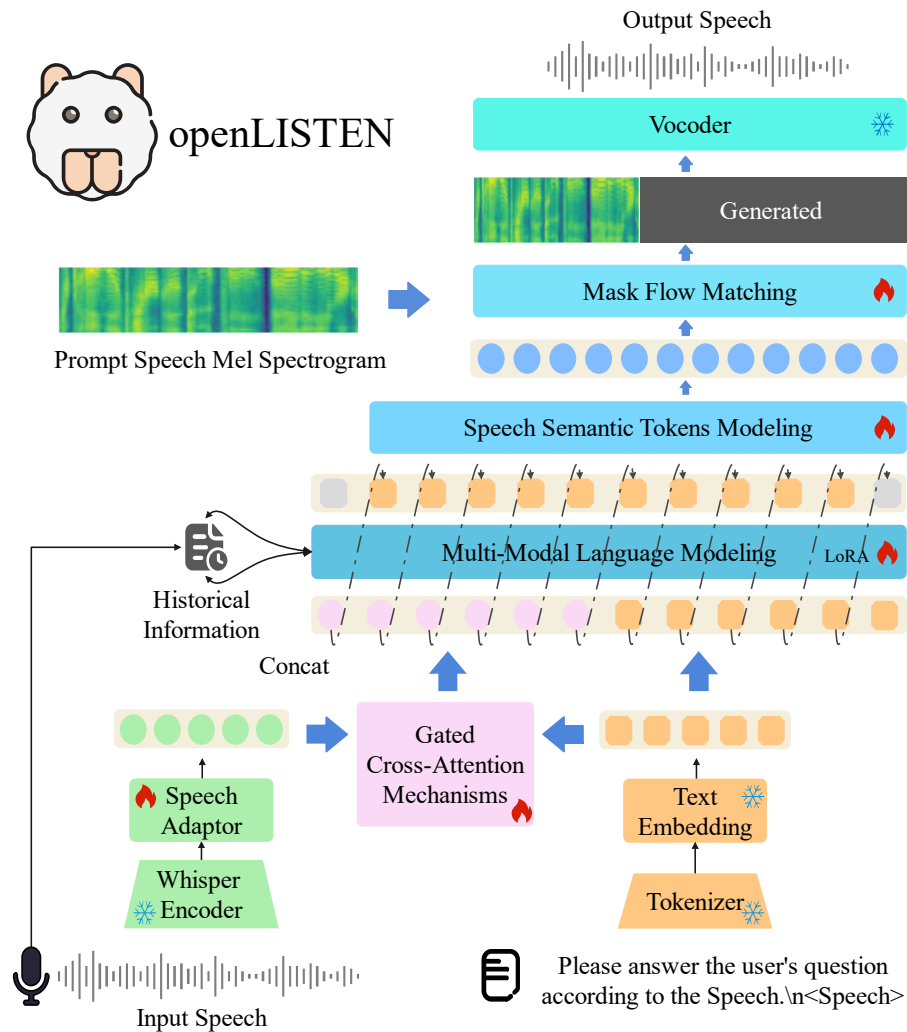 Output Speech
openLISTEN
Vocoder
Generated
Mask Flow Matching
Prompt Speech Mel Spectrogram
Speech Semantic Tokens Modeling
Multi-Modal Language Modeling
LoRA
Historical
Information
Concat
Gated
Cross-Attention
Mechanisms
Speech
Adaptor
Text
Embedding
Whisper
Encoder
Tokenizer
Please answer the user's question
according to the Speech.\n<Speech>
Input Speech